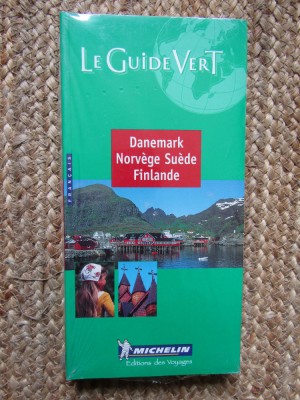 LE GUIDE VERT
Danemark
Norvège Suède
Finlande
FRANÇAIS
MICHELIN
Editions des Voyages